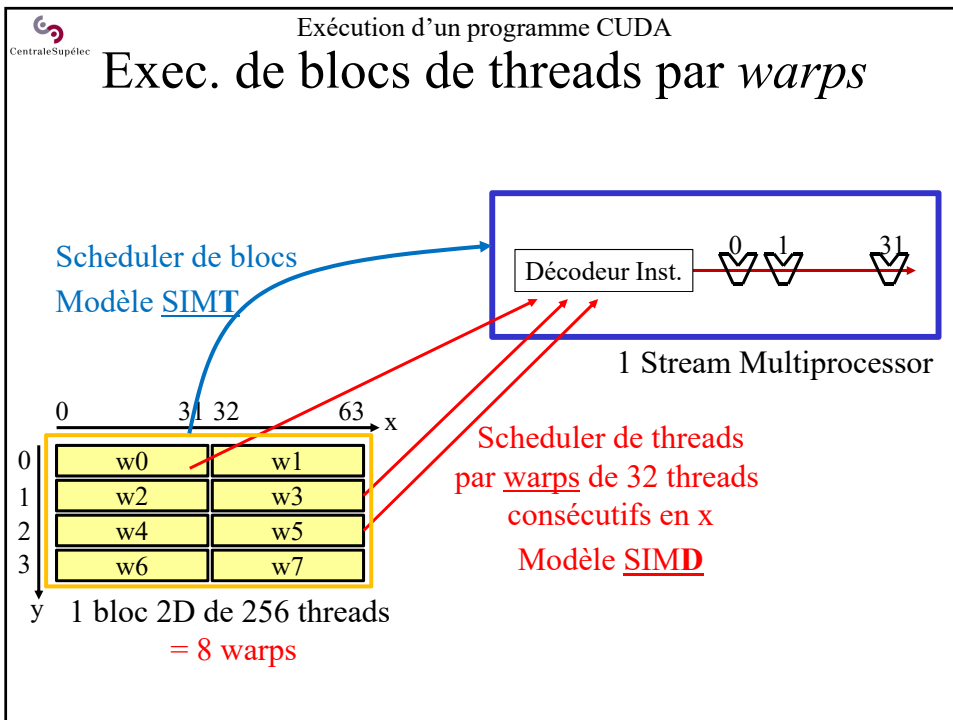 Exécution d’un programme CUDA
CentraleSupélec
Exec. de blocs de threads par warps
Scheduler de blocs
Modèle SIMT
0 1 31
Décodeur Inst.
1 Stream Multiprocessor
0 31 32 63 x
0 w0 w1
1 w2 w3
2 w4 w5
3 w6 w7
y 1 bloc 2D de 256 threads
= 8 warps
Scheduler de threads
par warps de 32 threads
consécutifs en x
Modèle SIMD